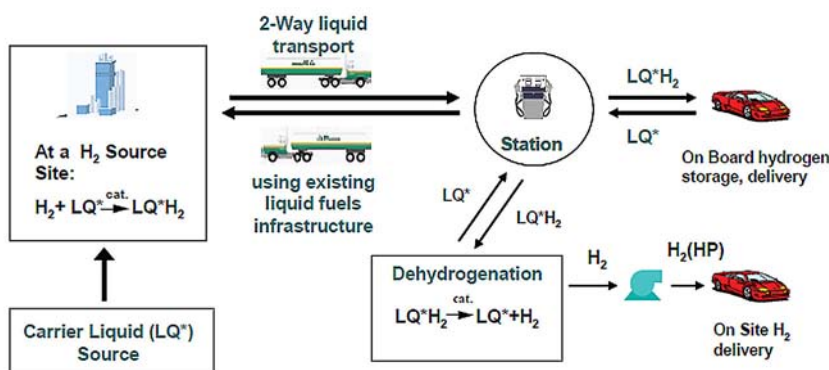 2-Way liquid
transport
using existing
liquid fuels
infrastructure
At a H₂ Source
Site:
H₂+ LQ* cat.→ LQ*H₂
Carrier Liquid (LQ*)
Source
Station
LQ*H₂
LQ*
On Board hydrogen
storage, delivery
LQ*
LQ*H₂
Dehydrogenation
LQ*H₂ cat.→ LQ*+H₂
H₂
H₂(HP)
On Site H₂
delivery